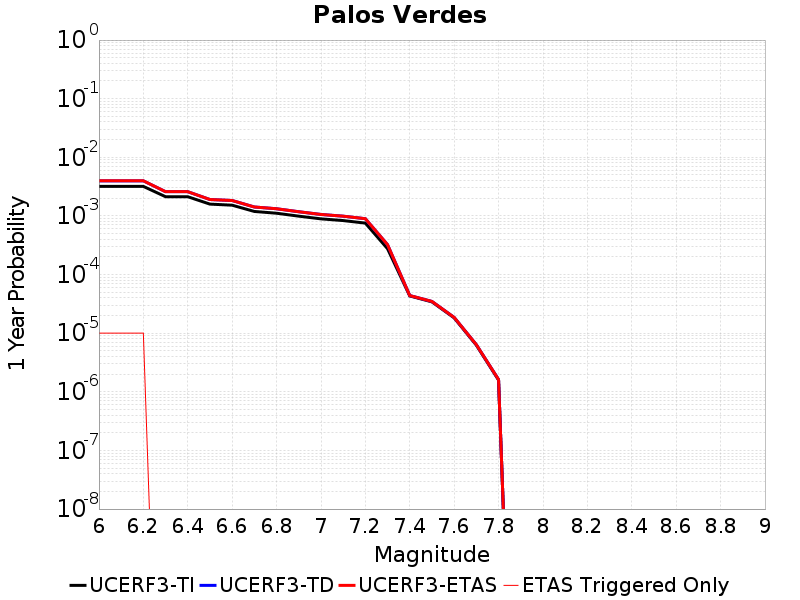 Palos Verdes
1 Year Probability
10^0
10^-1
10^-2
10^-3
10^-4
10^-5
10^-6
10^-7
10^-8
6 6.2 6.4 6.6 6.8 7 7.2 7.4 7.6 7.8 8 8.2 8.4 8.6 8.8 9
Magnitude
UCERF3-TI UCERF3-TD UCERF3-ETAS ETAS Triggered Only